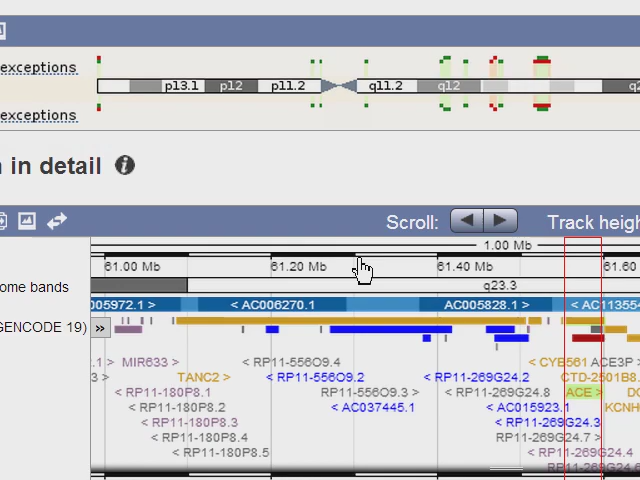 exceptions
p13.1 p12 p11.2 q11.2 q12
exceptions
in detail
Scroll: Track heigh
1.00 Mb
61.00 Mb 61.20 Mb 61.40 Mb 61.60
ome bands q23.3
005972.1 > < AC006270.1 AC005828.1 > < AC113554
GENCODE 19) »
.1 > MIR633 > < RP11-556O9.4 < CYB561 ACE3P >
3 > TANC2 > < RP11-556O9.2 < RP11-269G24.2 CTD-2501B8.
< RP11-180P8.1 RP11-556O9.3 > < RP11-269G24.8 ACE >
< RP11-180P8.2 < AC037445.1 < AC015923.1 KCNH
< RP11-180P8.3 < RP11-269G24.3
< RP11-180P8.4 RP11-269G24.7 >
< RP11-180P8.5 < RP11-269G24.4
RP11-269G24.6